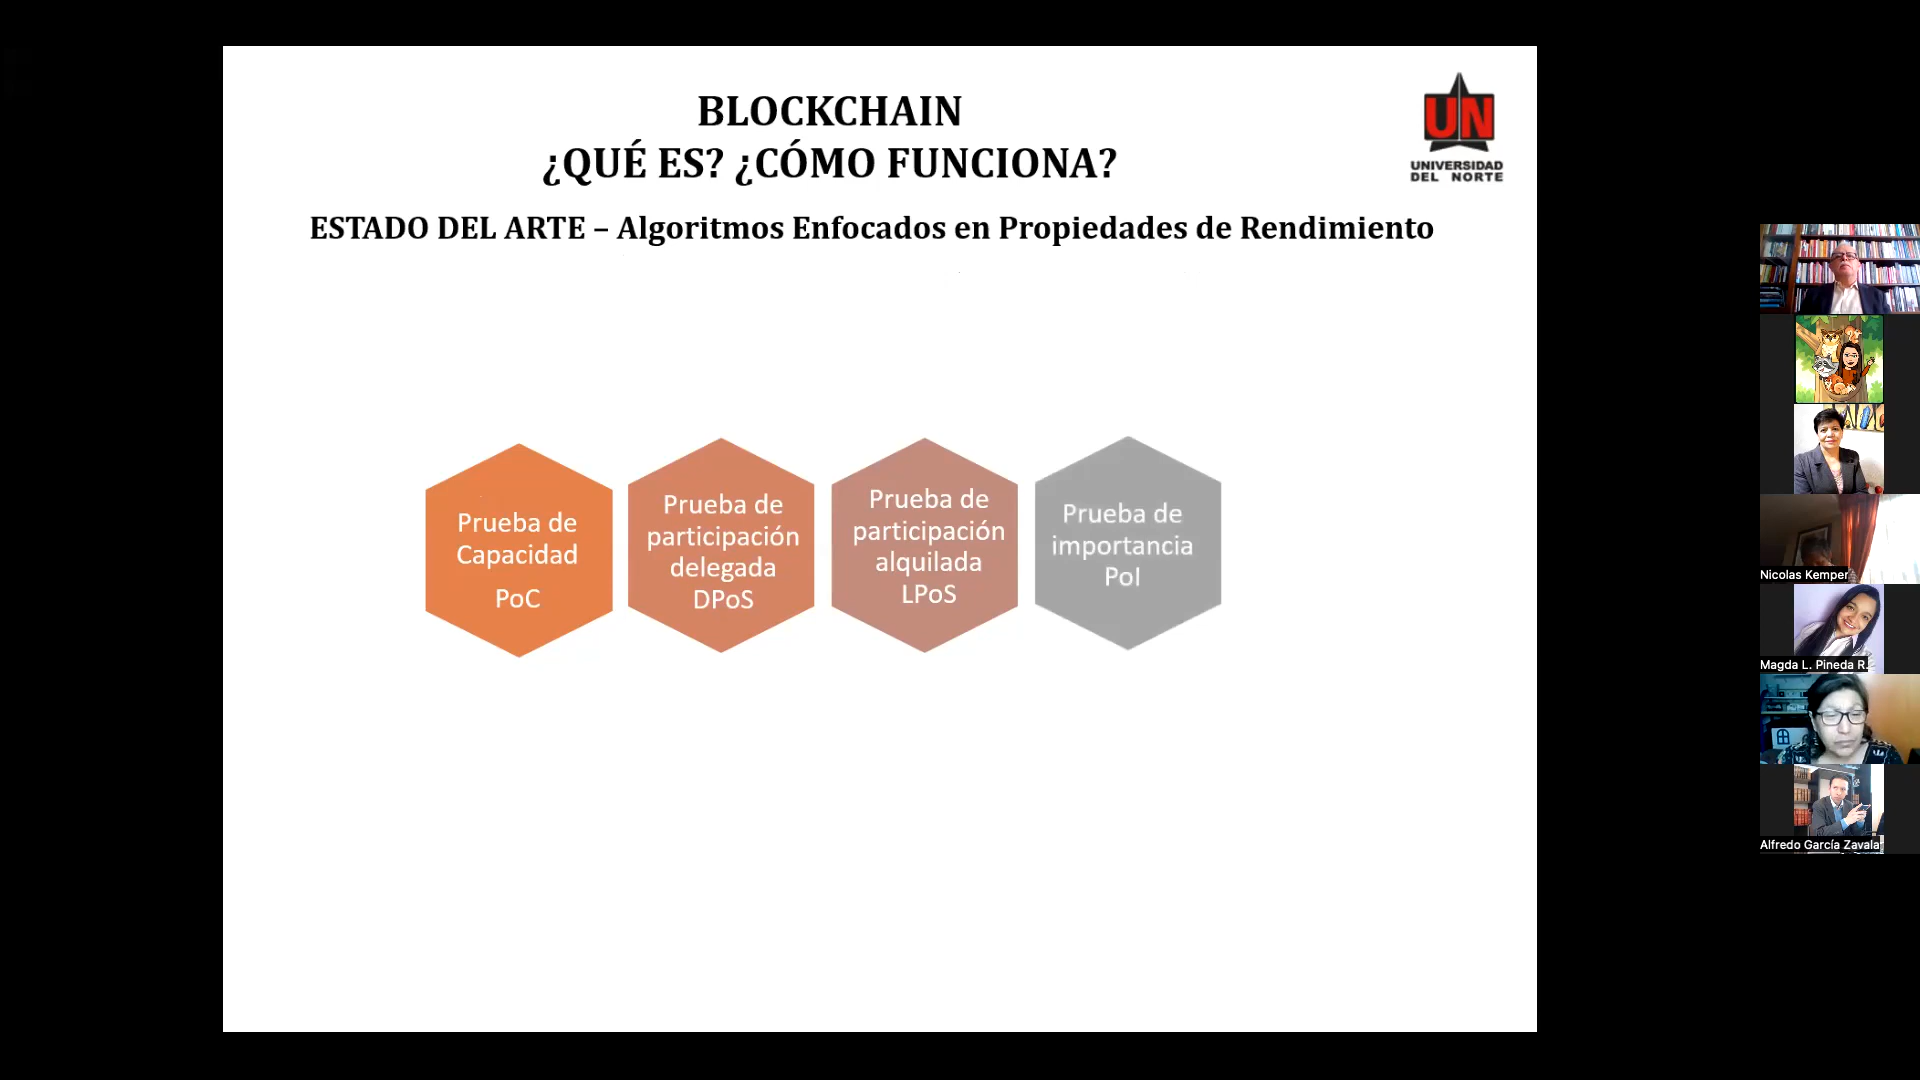 BLOCKCHAIN
¿QUÉ ES? ¿CÓMO FUNCIONA?
UN
UNIVERSIDAD
DEL NORTE
ESTADO DEL ARTE – Algoritmos Enfocados en Propiedades de Rendimiento
Prueba de
Capacidad
PoC
Prueba de
participación
delegada
DPoS
Prueba de
participación
alquilada
LPoS
Prueba de
importancia
PoI
Nicolas Kemper
Magda L. Pineda R.
Alfredo García Zavala